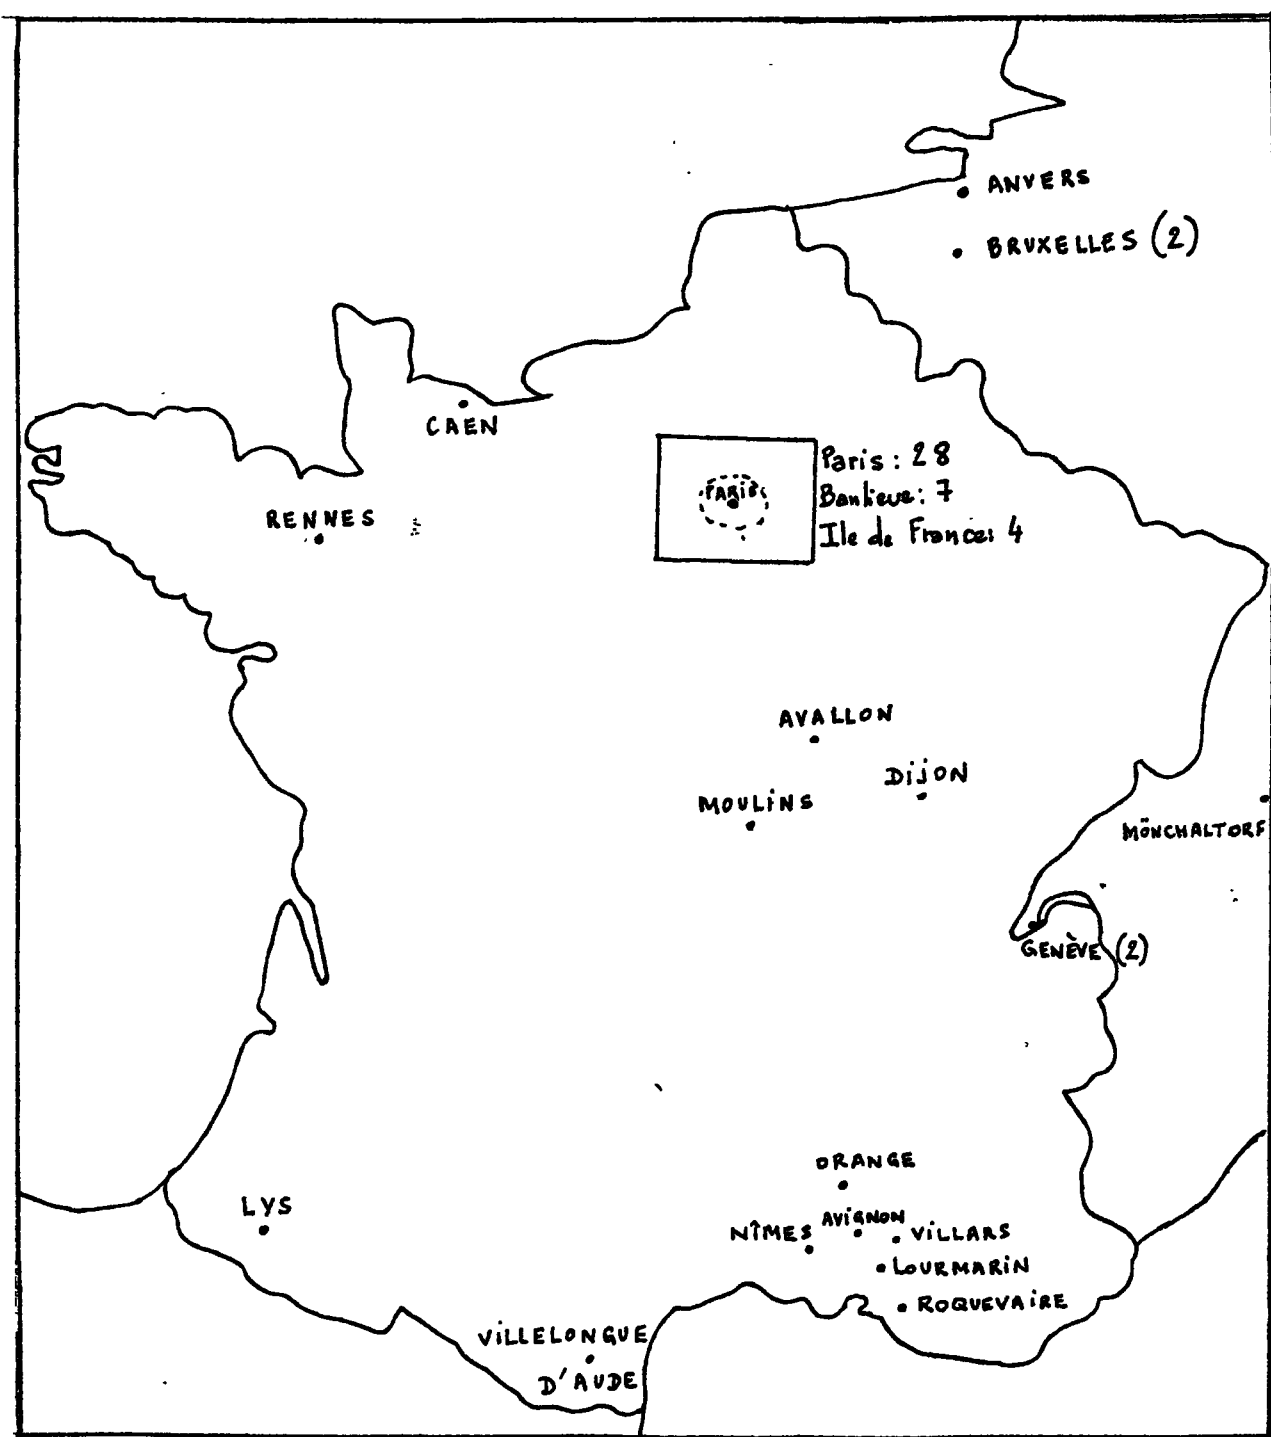 ANVERS
BRUXELLES (2)
CAEN
Paris : 28
PARIS
Banlieue : 7
RENNES
Ile de France : 4
AVALLON
DIJON
MOULINS
MÖNCHALTORF
GENÈVE (2)
ORANGE
LYS
AVIGNON
NÎMES
VILLARS
LOURMARIN
ROQUEVAIRE
VILLELONGUE
D'AUDE